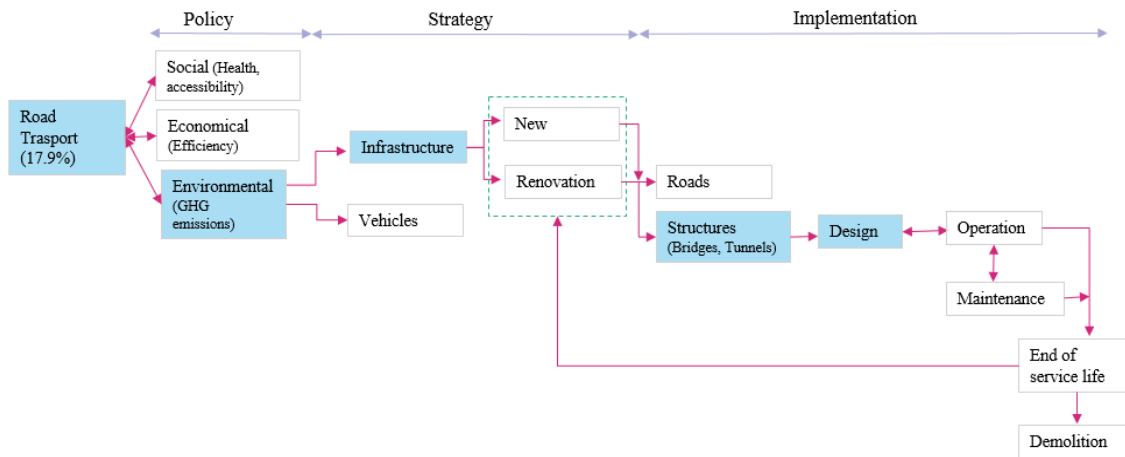 Policy
Strategy
Implementation
Social (Health,
accessibility)
Road
Trasport
(17.9%)
Economical
(Efficiency)
Environmental
(GHG
emissions)
Infrastructure
Vehicles
New
Renovation
Roads
Structures
(Bridges, Tunnels)
Design
Operation
Maintenance
End of
service life
Demolition